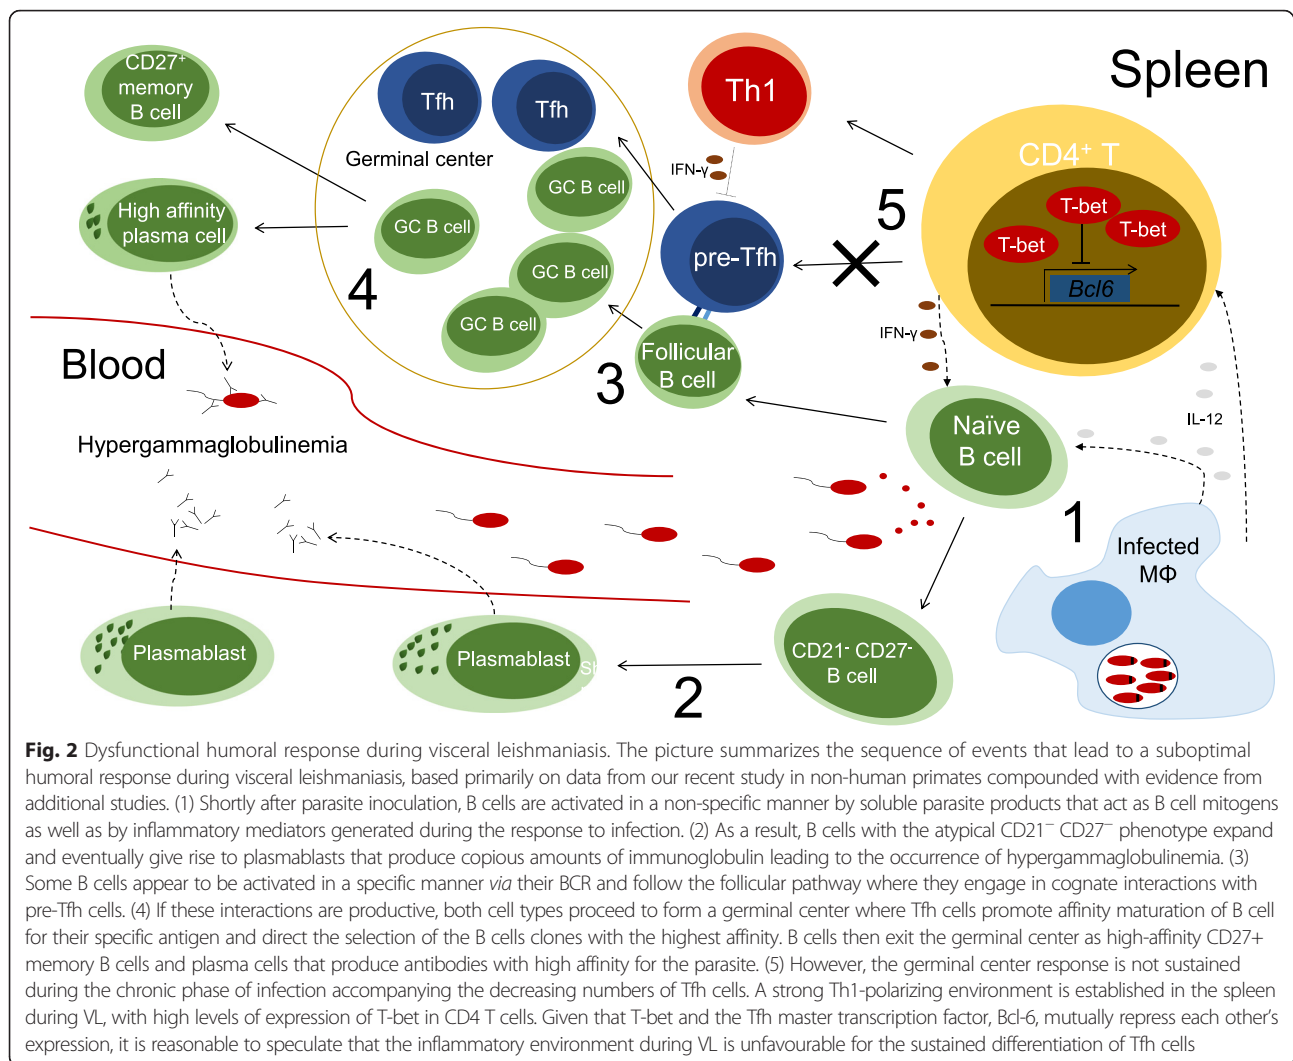 Spleen
CD27+
memory
B cell
Tfh
Tfh
Th1
CD4+ T
Germinal center
IFN-γ
GC B cell
T-bet
T-bet
T-bet
High affinity
plasma cell
GC B cell
5
pre-Tfh
4
GC B cell
Bcl6
GC B cell
IFN-γ
Blood
3
Follicular
B cell
IL-12
Hypergammaglobulinemia
Naïve
B cell
1
Infected
MΦ
Plasmablast
Plasmablast
CD21- CD27-
B cell
2
Fig. 2 Dysfunctional humoral response during visceral leishmaniasis. The picture summarizes the sequence of events that lead to a suboptimal
humoral response during visceral leishmaniasis, based primarily on data from our recent study in non-human primates compounded with evidence from
additional studies. (1) Shortly after parasite inoculation, B cells are activated in a non-specific manner by soluble parasite products that act as B cell mitogens
as well as by inflammatory mediators generated during the response to infection. (2) As a result, B cells with the atypical CD21− CD27− phenotype expand
and eventually give rise to plasmablasts that produce copious amounts of immunoglobulin leading to the occurrence of hypergammaglobulinemia. (3)
Some B cells appear to be activated in a specific manner via their BCR and follow the follicular pathway where they engage in cognate interactions with
pre-Tfh cells. (4) If these interactions are productive, both cell types proceed to form a germinal center where Tfh cells promote affinity maturation of B cell
for their specific antigen and direct the selection of the B cells clones with the highest affinity. B cells then exit the germinal center as high-affinity CD27+
memory B cells and plasma cells that produce antibodies with high affinity for the parasite. (5) However, the germinal center response is not sustained
during the chronic phase of infection accompanying the decreasing numbers of Tfh cells. A strong Th1-polarizing environment is established in the spleen
during VL, with high levels of expression of T-bet in CD4 T cells. Given that T-bet and the Tfh master transcription factor, Bcl-6, mutually repress each other's
expression, it is reasonable to speculate that the inflammatory environment during VL is unfavourable for the sustained differentiation of Tfh cells